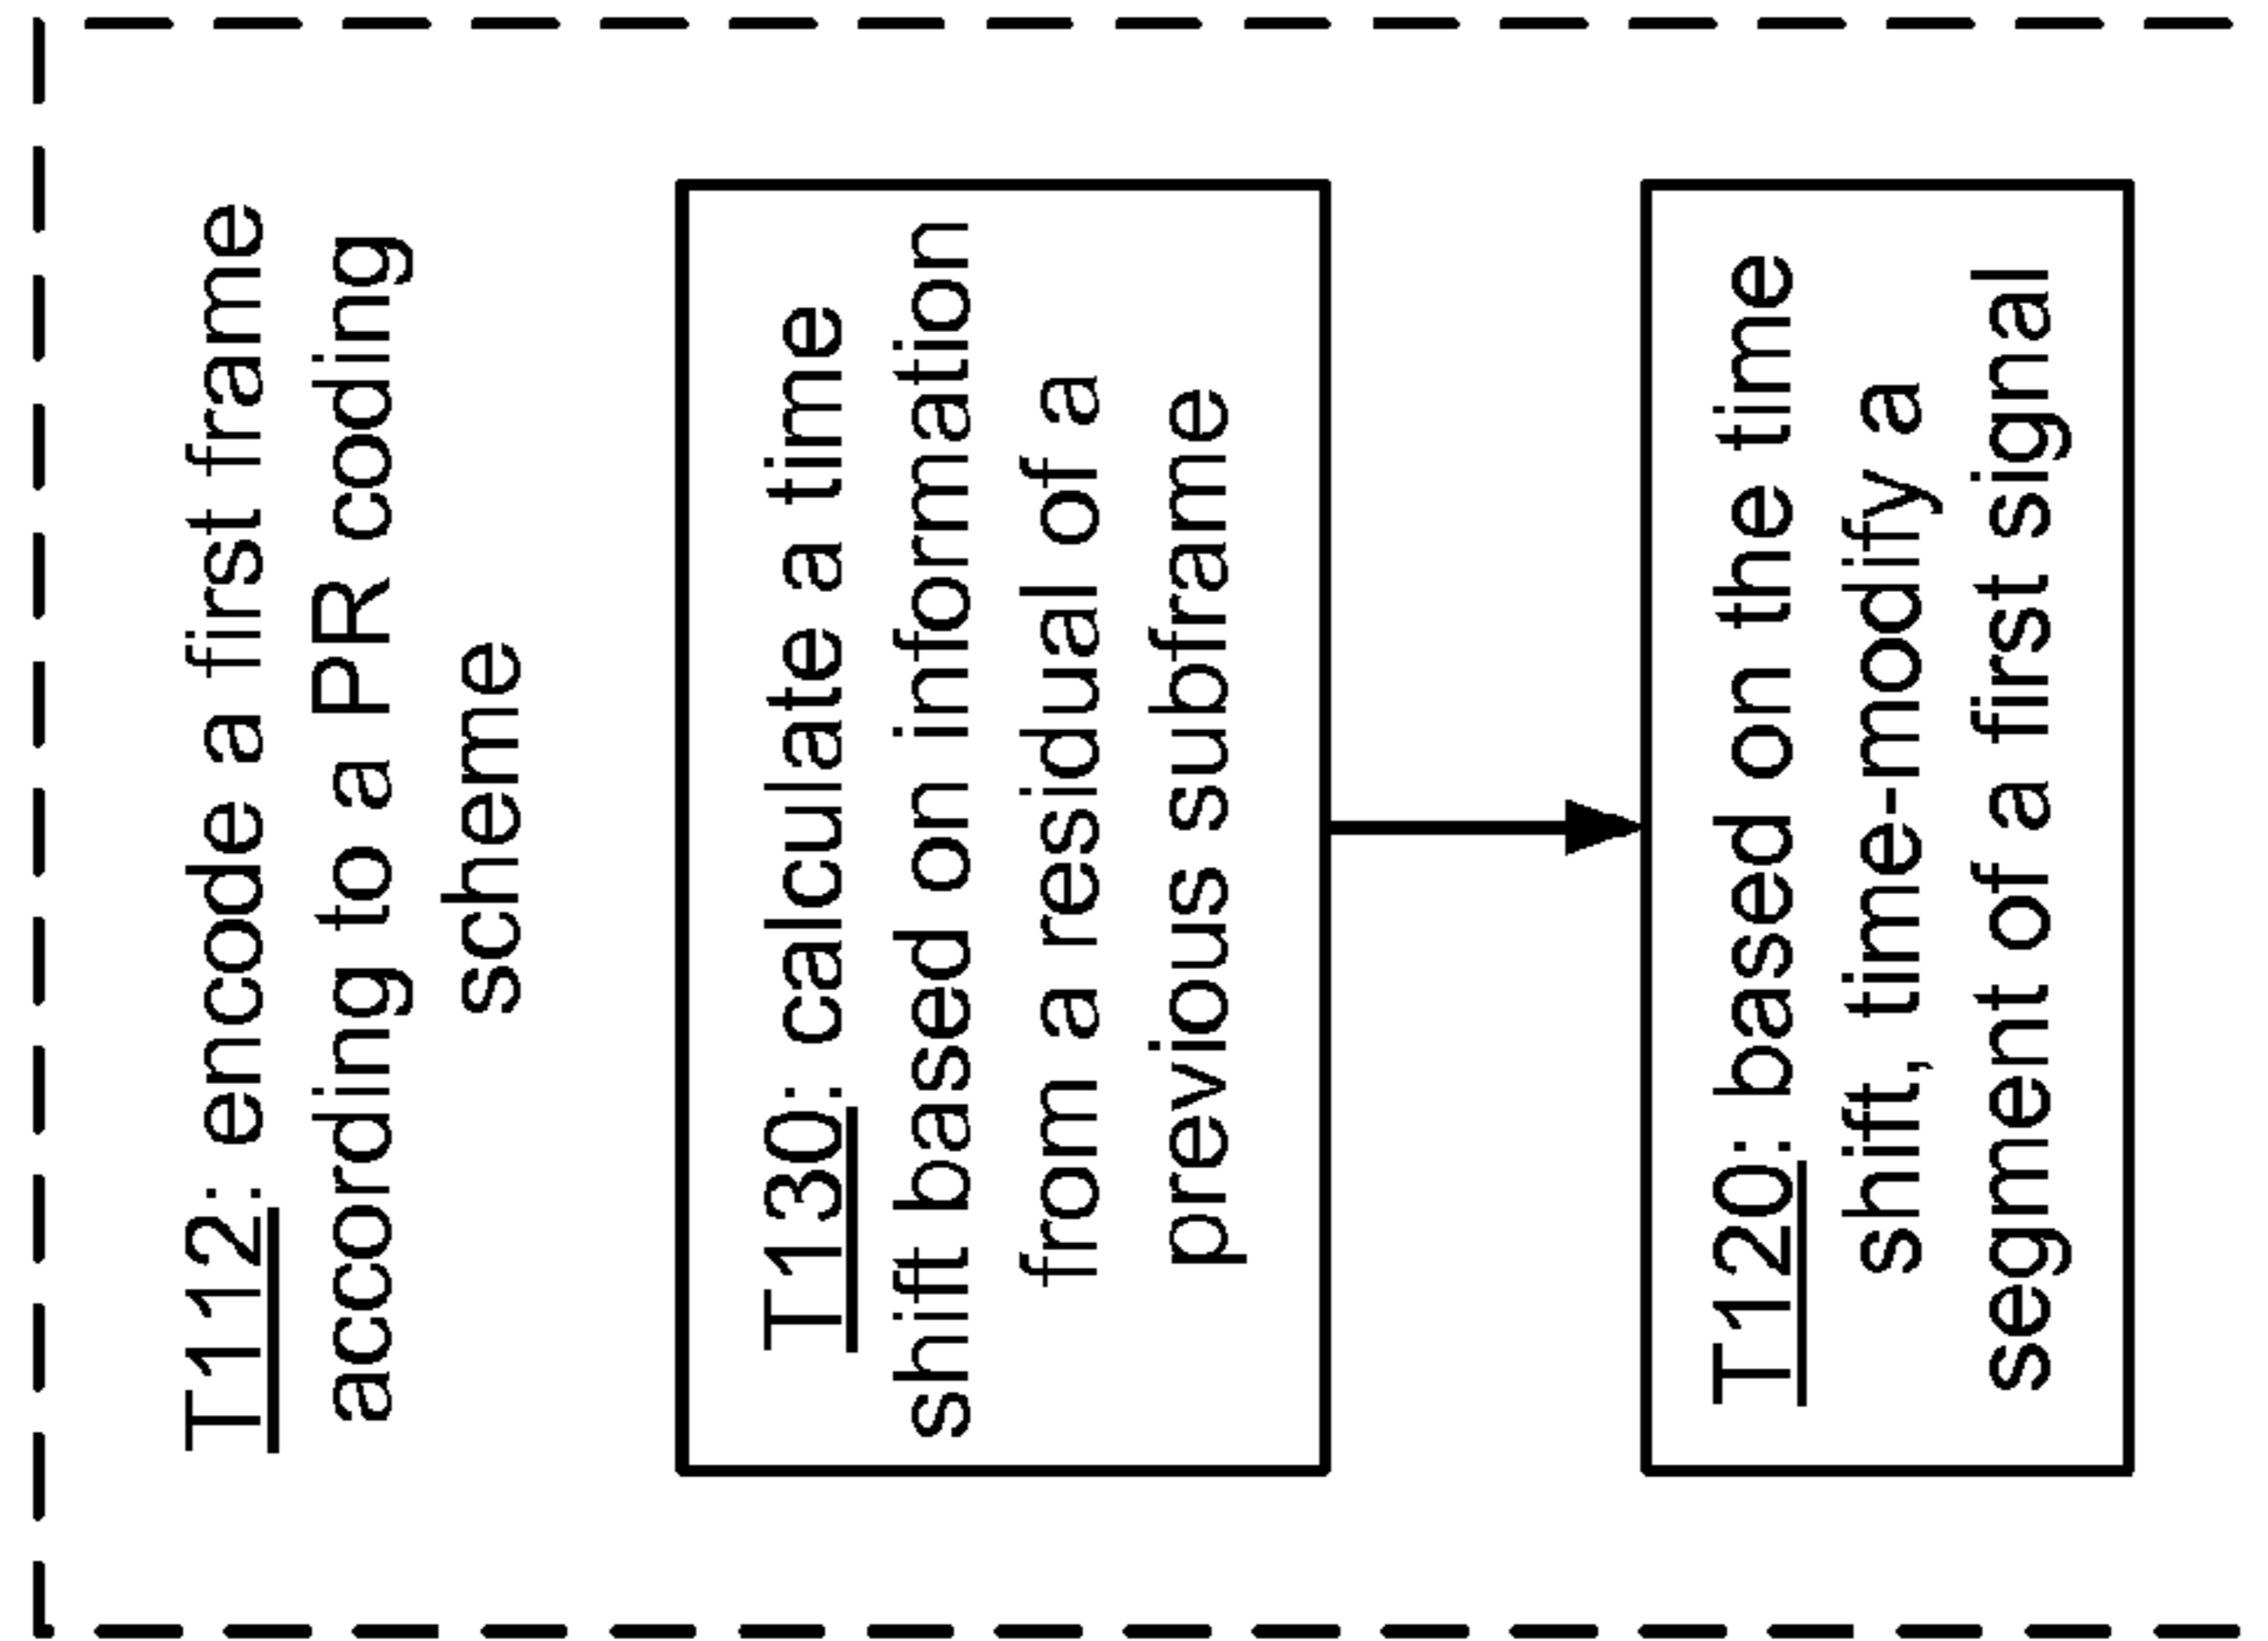 T112: encode a first frame
according to a PR coding
scheme
T130: calculate a time
shift based on information
from a residual of a
previous subframe
T120: based on the time
shift, time-modify a
segment of a first signal